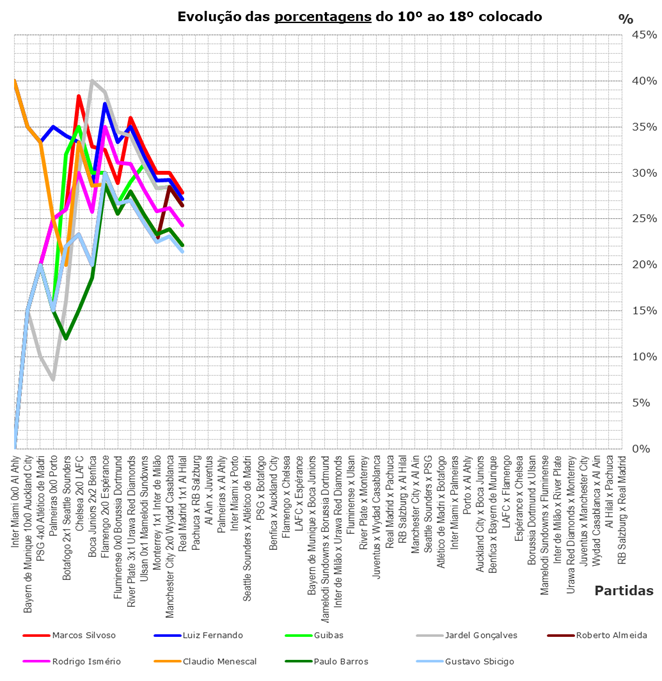 Evolução das porcentagens do 10º ao 18º colocado
%
45%
40%
35%
30%
25%
20%
15%
10%
5%
0%
Inter Miami 0x0 Al Ahly
Bayern de Munique 10x0 Auckland City
PSG 4x0 Atlético de Madri
Palmeiras 0x0 Porto
Botafogo 2x1 Seattle Sounders
Chelsea 2x0 LAFC
Boca Juniors 2x2 Benfica
Flamengo 2x0 Espérance
Fluminense 0x0 Borussia Dortmund
River Plate 3x1 Urawa Red Diamonds
Ulsan 0x1 Mamelodi Sundowns
Monterrey 1x1 Inter de Milão
Manchester City 2x0 Wydad Casablanca
Real Madrid 1x1 Al Hilal
Pachuca x RB Salzburg
Al Ain x Juventus
Palmeiras x Al Ahly
Inter Miami x Porto
Seattle Sounders x Atlético de Madri
PSG x Botafogo
Benfica x Auckland City
Flamengo x Chelsea
LAFC x Espérance
Bayern de Munique x Boca Juniors
Mamelodi Sundowns x Borussia Dortmund
Inter de Milão x Urawa Red Diamonds
Fluminense x Ulsan
River Plate x Monterrey
Juventus x Wydad Casablanca
Real Madrid x Pachuca
RB Salzburg x Al Hilal
Manchester City x Al Ain
Seattle Sounders x PSG
Atlético de Madri x Botafogo
Inter Miami x Palmeiras
Porto x Al Ahly
Auckland City x Boca Juniors
Benfica x Bayern de Munique
LAFC x Flamengo
Espérance x Chelsea
Borussia Dortmund x Ulsan
Mamelodi Sundowns x Fluminense
Inter de Milão x River Plate
Urawa Red Diamonds x Monterrey
Juventus x Manchester City
Wydad Casablanca x Al Ain
Al Hilal x Pachuca
RB Salzburg x Real Madrid
Partidas
Marcos Silvoso
Luiz Fernando
Guibas
Jardel Gonçalves
Roberto Almeida
Rodrigo Ismério
Claudio Menescal
Paulo Barros
Gustavo Sbicigo